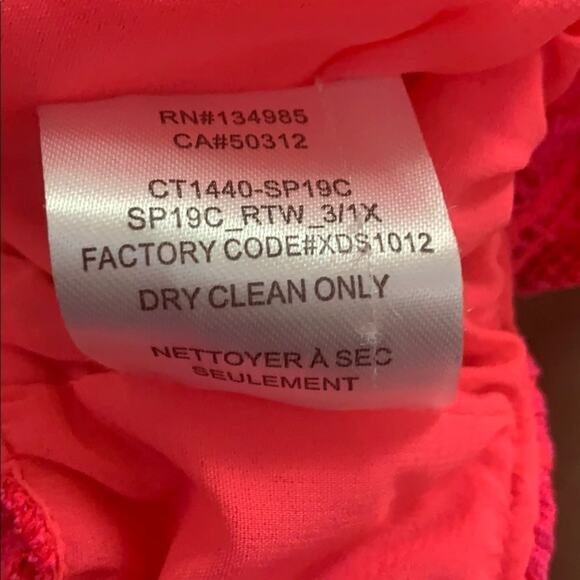 RN#134985
CA#50312
CT1440-SP19C
SP19C_RTW_3/1X
FACTORY CODE#XDS1012
DRY CLEAN ONLY
NETTOYER À SEC
SEULEMENT